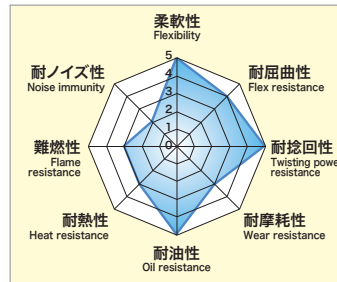 柔軟性
Flexibility
5
4
3
2
1
0
耐屈曲性
Flex resistance
耐捻回性
Twisting powe
resistance
耐摩耗性
Wear resistance
耐油性
Oil resistance
耐熱性
Heat resistance
難燃性
Flame
resistance
耐ノイズ性
Noise immunity